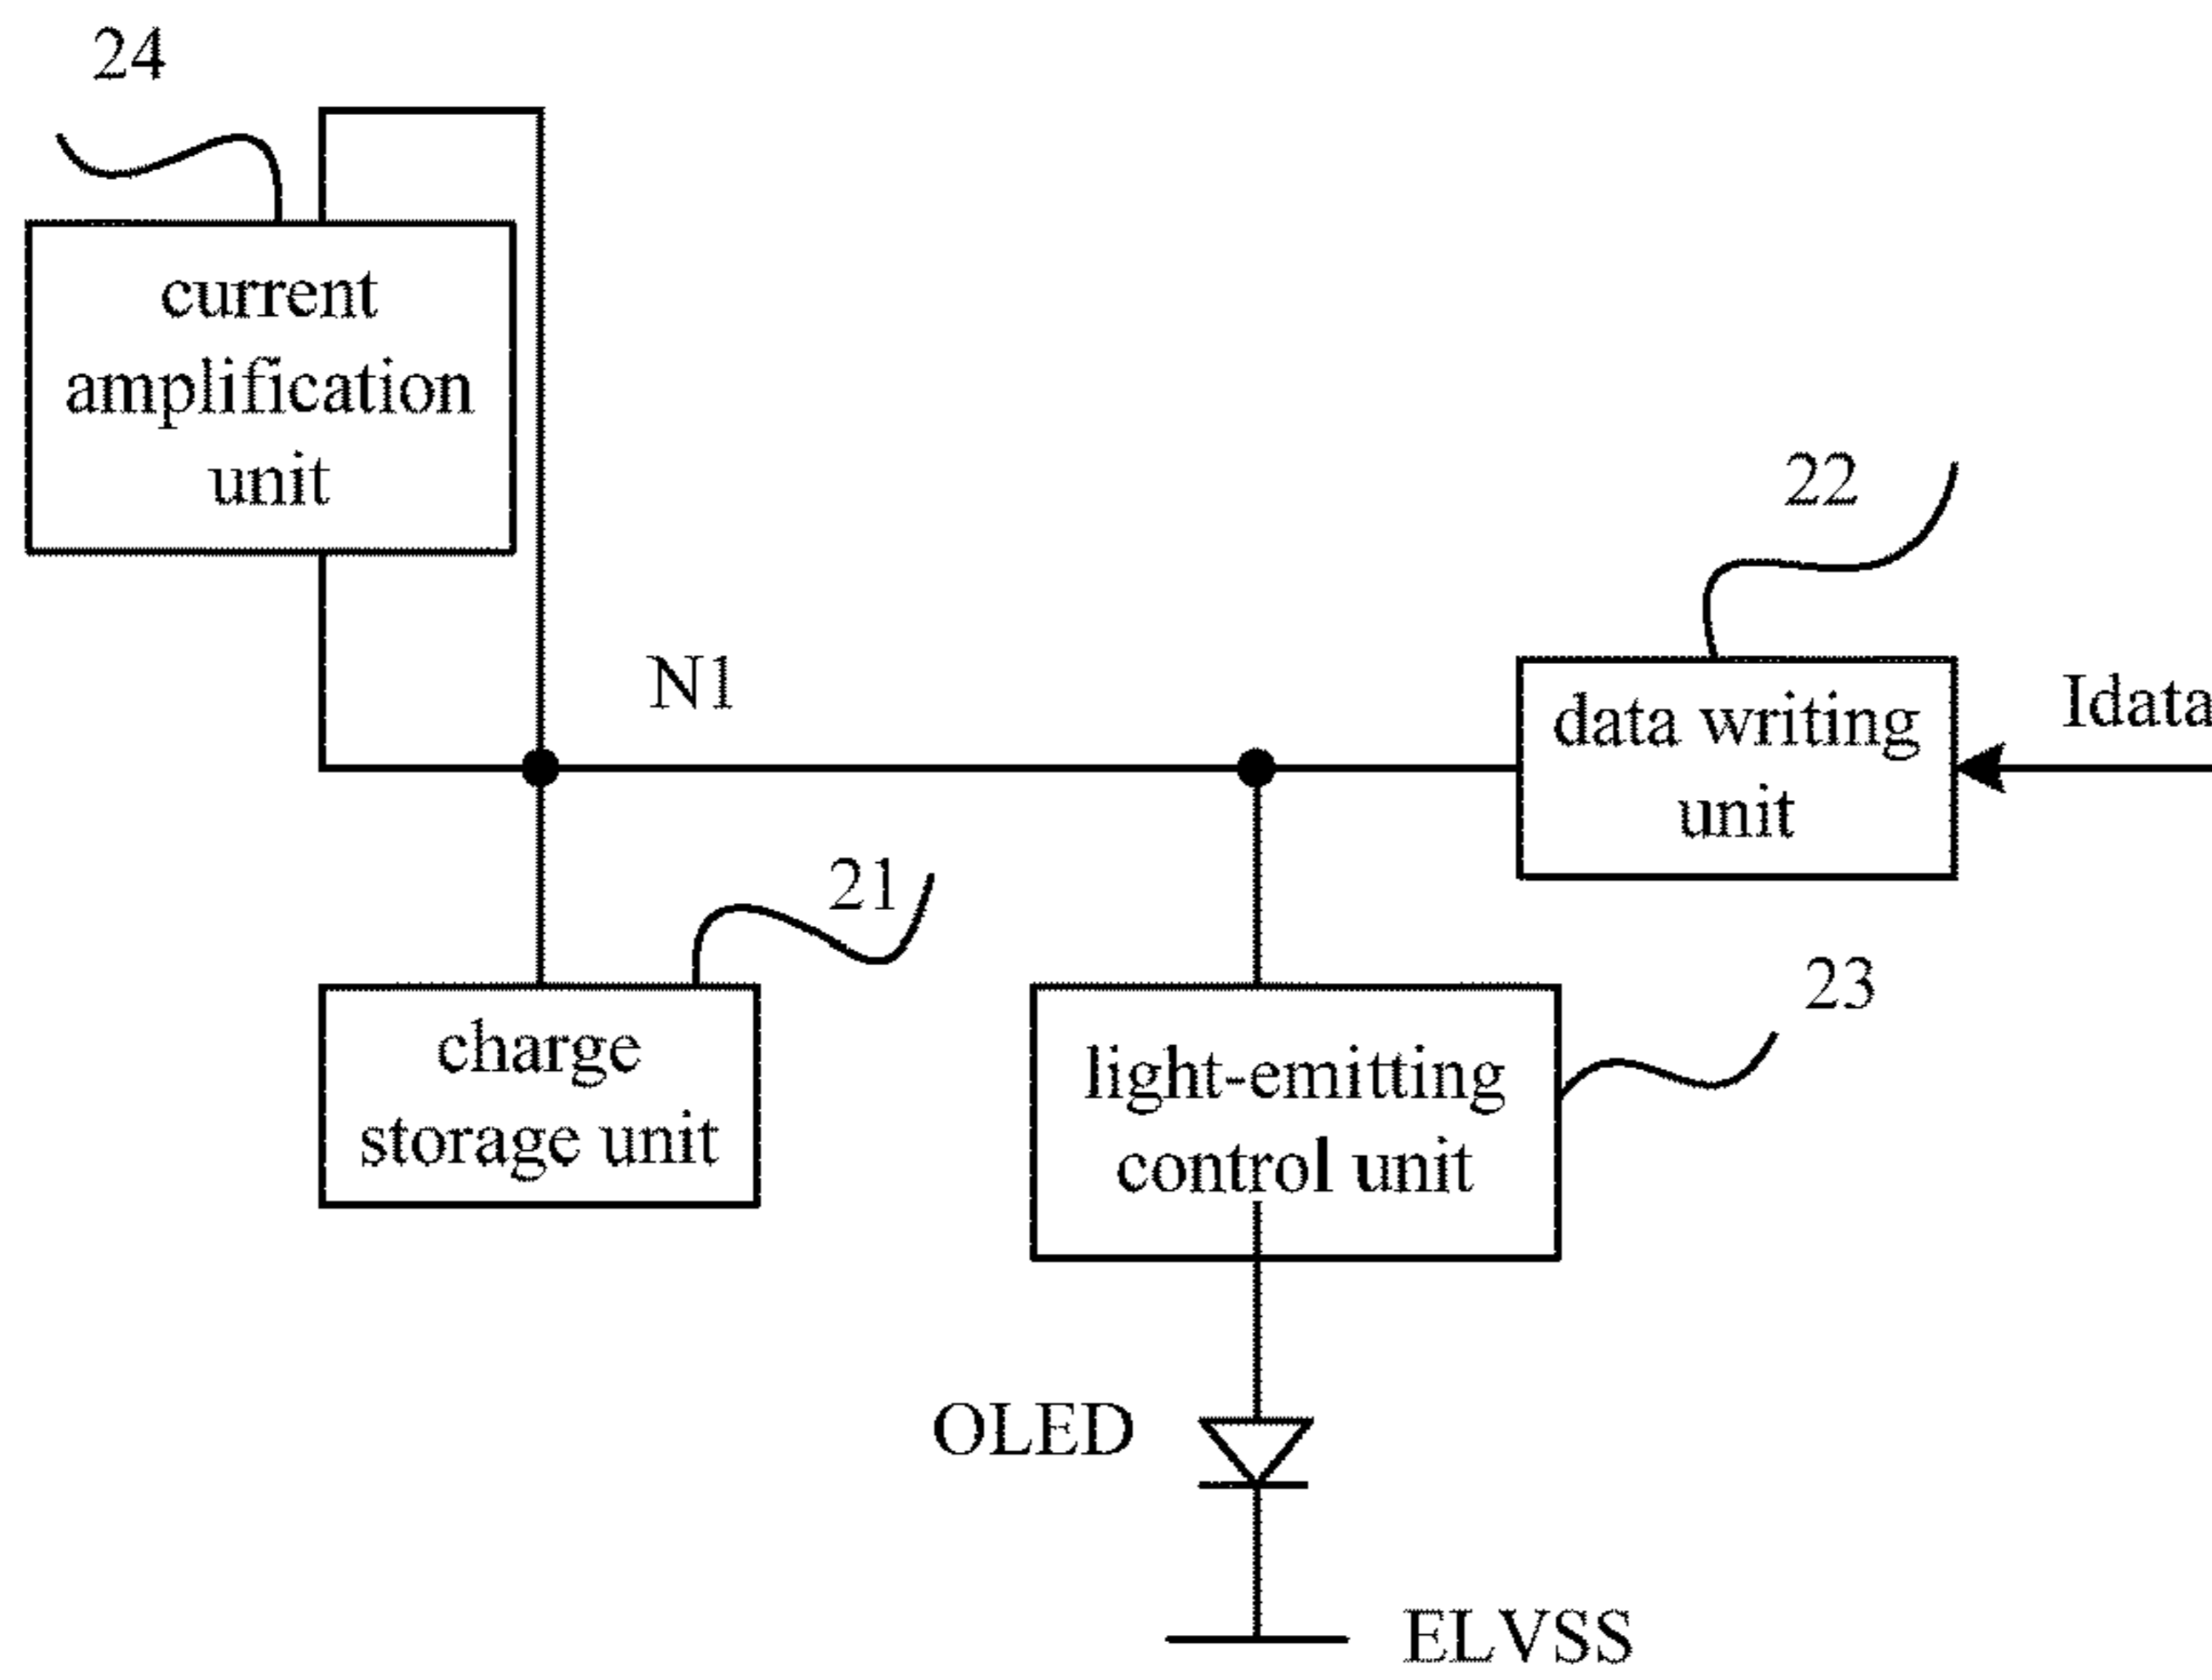 24
current
amplification
unit
22
N1
data writing
unit
Idata
21
23
charge
storage unit
light-emitting
control unit
OLED
ELVSS